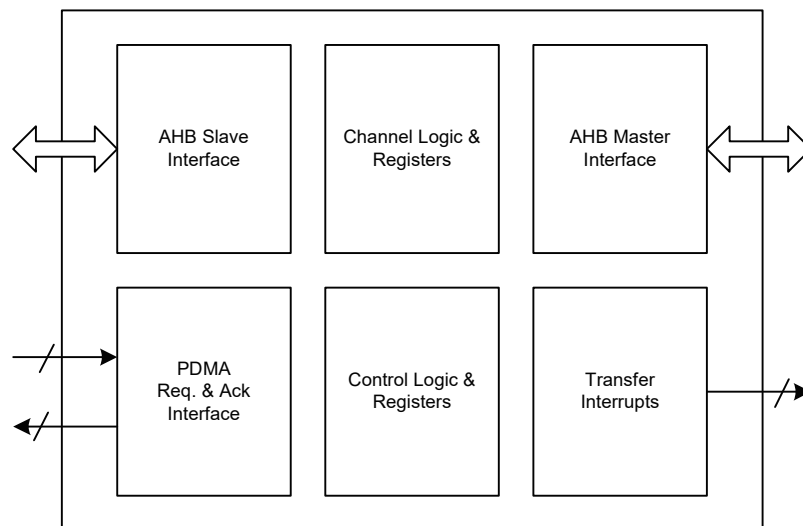 AHB Slave
Interface
Channel Logic &
Registers
AHB Master
Interface
PDMA
Req. & Ack
Interface
Control Logic &
Registers
Transfer
Interrupts